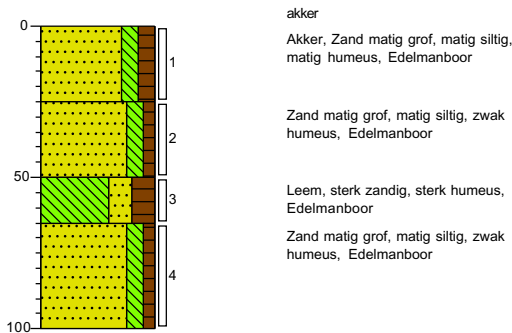 akker
0
Akker, Zand matig grof, matig siltig,
matig humeus, Edelmanboor
1
Zand matig grof, matig siltig, zwak
humeus, Edelmanboor
2
50
Leem, sterk zandig, sterk humeus,
Edelmanboor
3
Zand matig grof, matig siltig, zwak
humeus, Edelmanboor
4
100